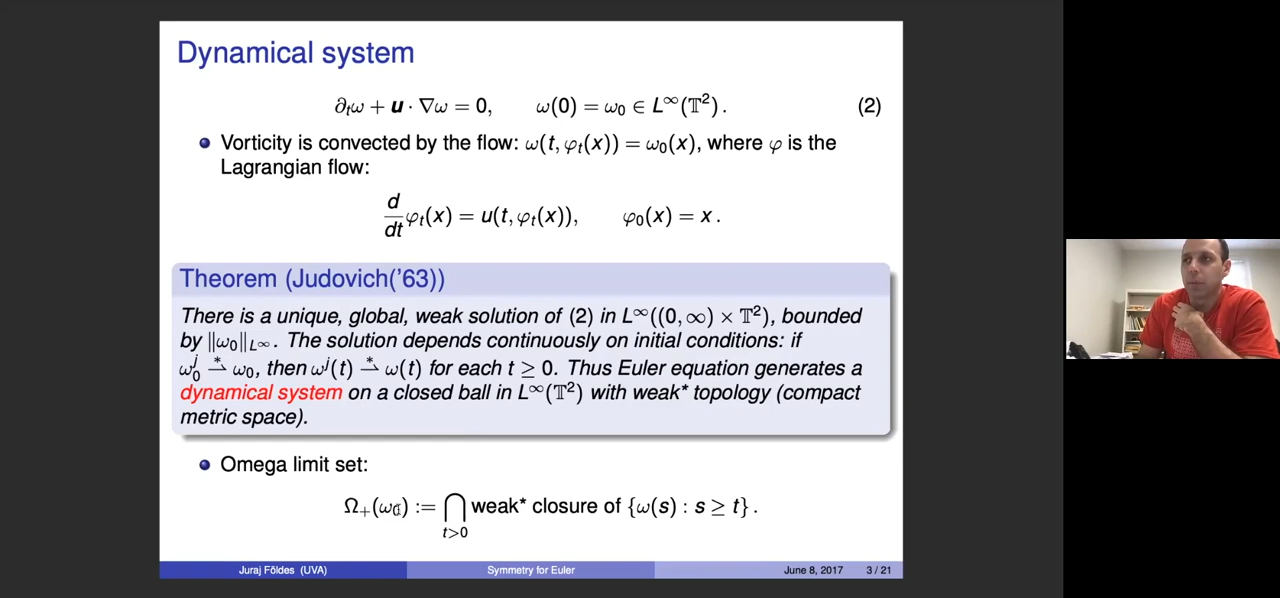 Dynamical system
∂ₜω + u · ∇ω = 0, ω(0) = ω₀ ∈ L^∞(𝕋²). (2)
Vorticity is convected by the flow: ω(t, φₜ(x)) = ω₀(x), where φ is the
Lagrangian flow:
d/dt φₜ(x) = u(t, φₜ(x)), φ₀(x) = x .
Theorem (Judovich('63))
There is a unique, global, weak solution of (2) in L^∞((0, ∞) × 𝕋²), bounded
by ‖ω₀‖_{L^∞}. The solution depends continuously on initial conditions: if
ω₀ʲ ⇀* ω₀, then ωʲ(t) ⇀* ω(t) for each t ≥ 0. Thus Euler equation generates a
dynamical system on a closed ball in L^∞(𝕋²) with weak* topology (compact
metric space).
Omega limit set:
Ω₊(ω₀) := ⋂_{t>0} weak* closure of {ω(s) : s ≥ t} .
Juraj Földes (UVA) Symmetry for Euler June 8, 2017 3 / 21